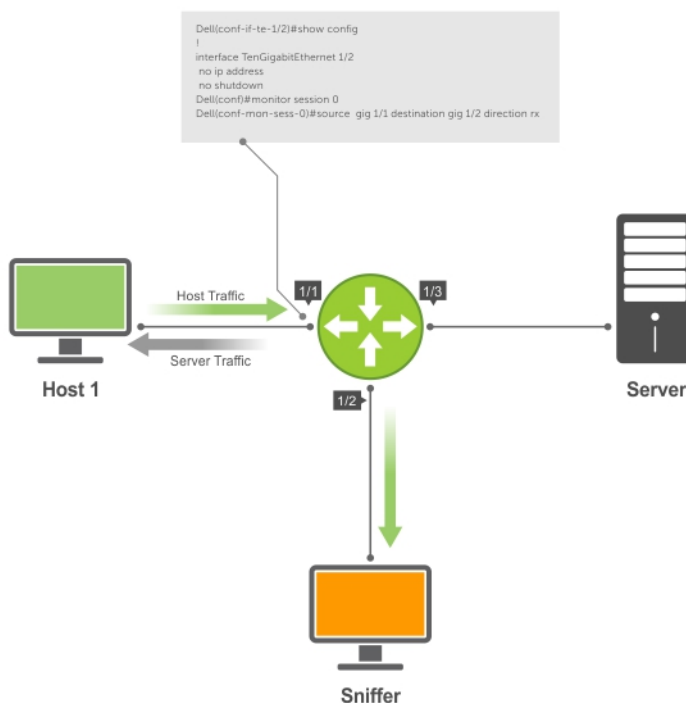 Dell(conf-if-te-1/2)#show config
!
interface TenGigabitEthernet 1/2
no ip address
no shutdown
Dell(conf)#monitor session 0
Dell(conf-mon-sess-0)#source gig 1/1 destination gig 1/2 direction rx
Host Traffic
1/1
1/3
Server Traffic
Host 1
Server
1/2
Sniffer